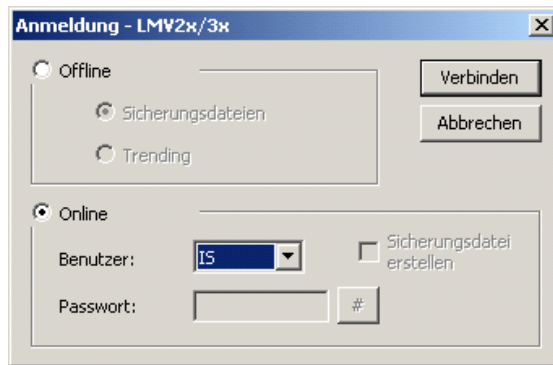 Anmeldung - LMV2x/3x
Offline
Verbinden
Sicherungsdateien
Abbrechen
Trending
Online
Benutzer:
IS
Sicherungsdatei
erstellen
Passwort:
#